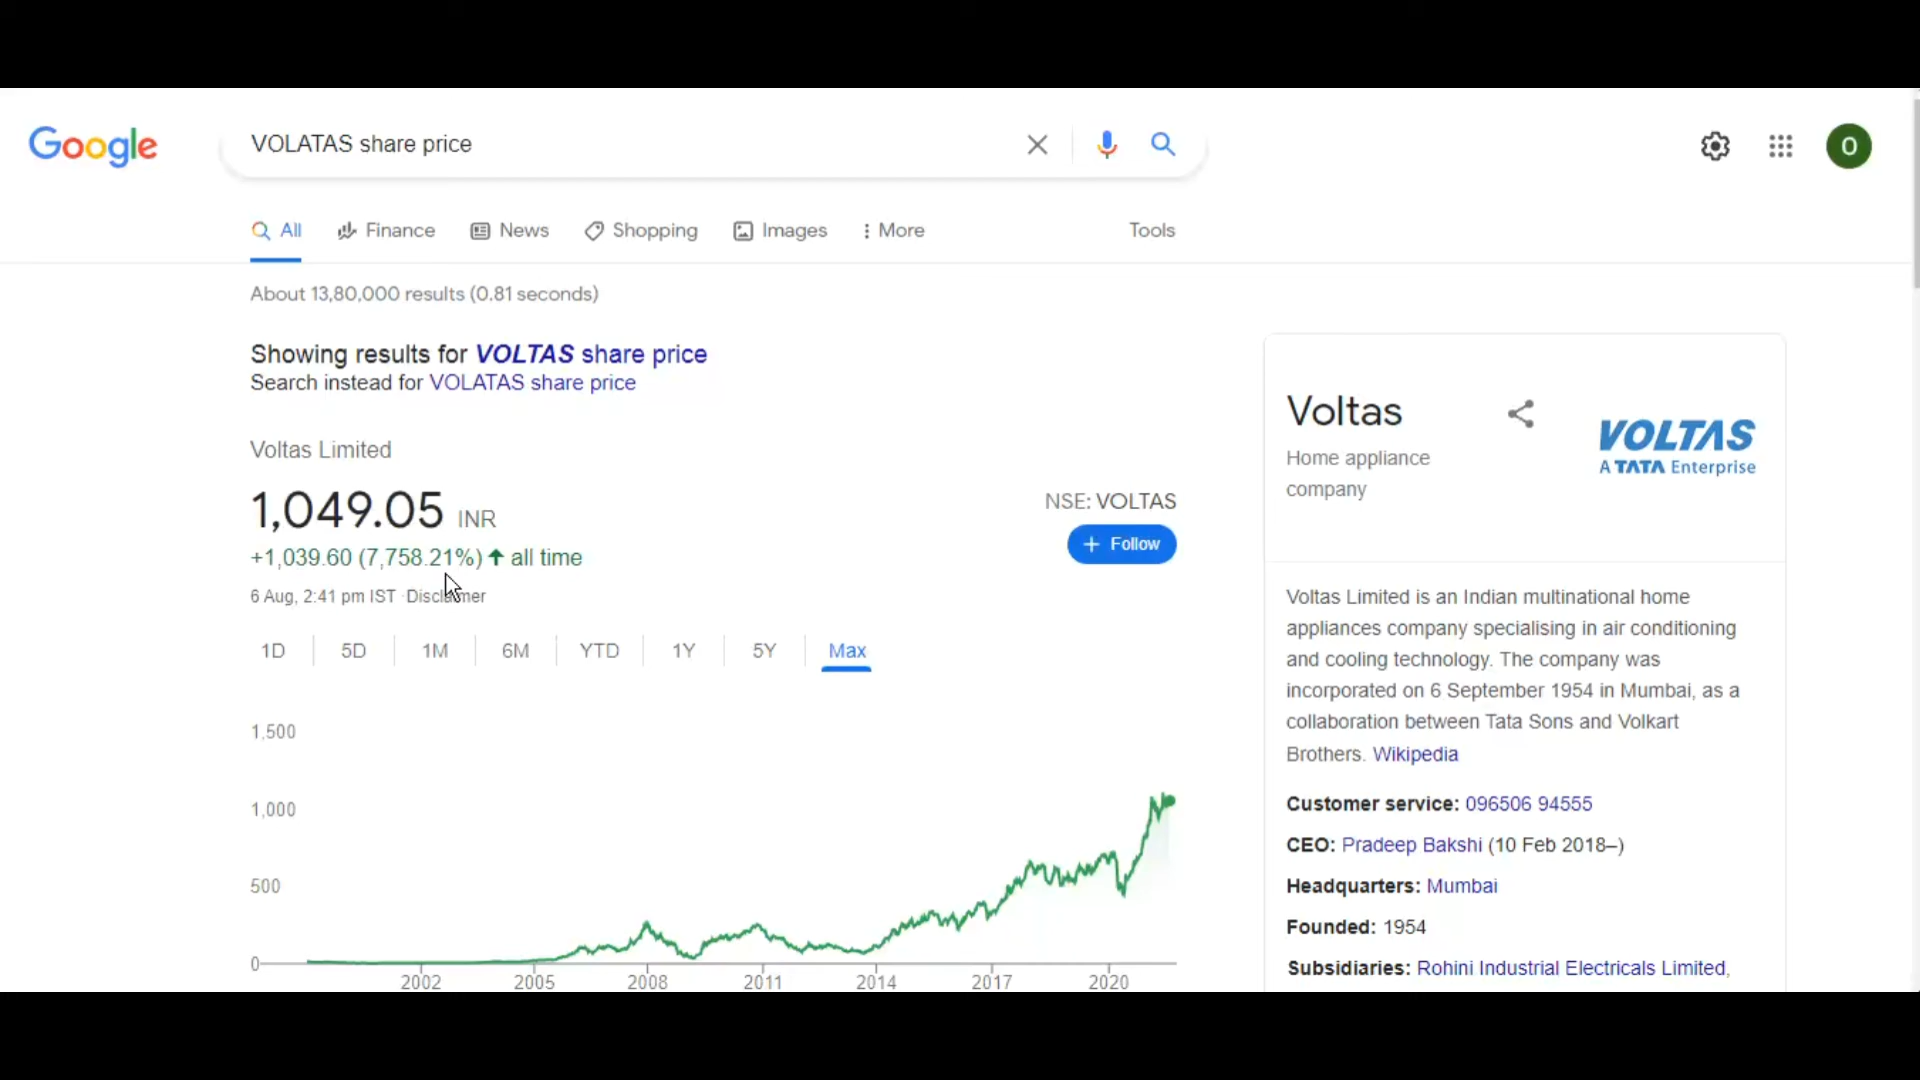 Google
VOLATAS share price
O
All
Finance
News
Shopping
Images
More
Tools
About 13,80,000 results (0.81 seconds)
Showing results for VOLTAS share price
Search instead for VOLATAS share price
Voltas Limited
1,049.05 INR
+1,039.60 (7,758.21%) ↑ all time
6 Aug, 2:41 pm IST · Disclaimer
NSE: VOLTAS
+ Follow
1D
5D
1M
6M
YTD
1Y
5Y
Max
1,500
1,000
500
0
2002
2005
2008
2011
2014
2017
2020
Voltas
Home appliance
company
VOLTAS
A TATA Enterprise
Voltas Limited is an Indian multinational home
appliances company specialising in air conditioning
and cooling technology. The company was
incorporated on 6 September 1954 in Mumbai, as a
collaboration between Tata Sons and Volkart
Brothers. Wikipedia
Customer service: 096506 94555
CEO: Pradeep Bakshi (10 Feb 2018–)
Headquarters: Mumbai
Founded: 1954
Subsidiaries: Rohini Industrial Electricals Limited,